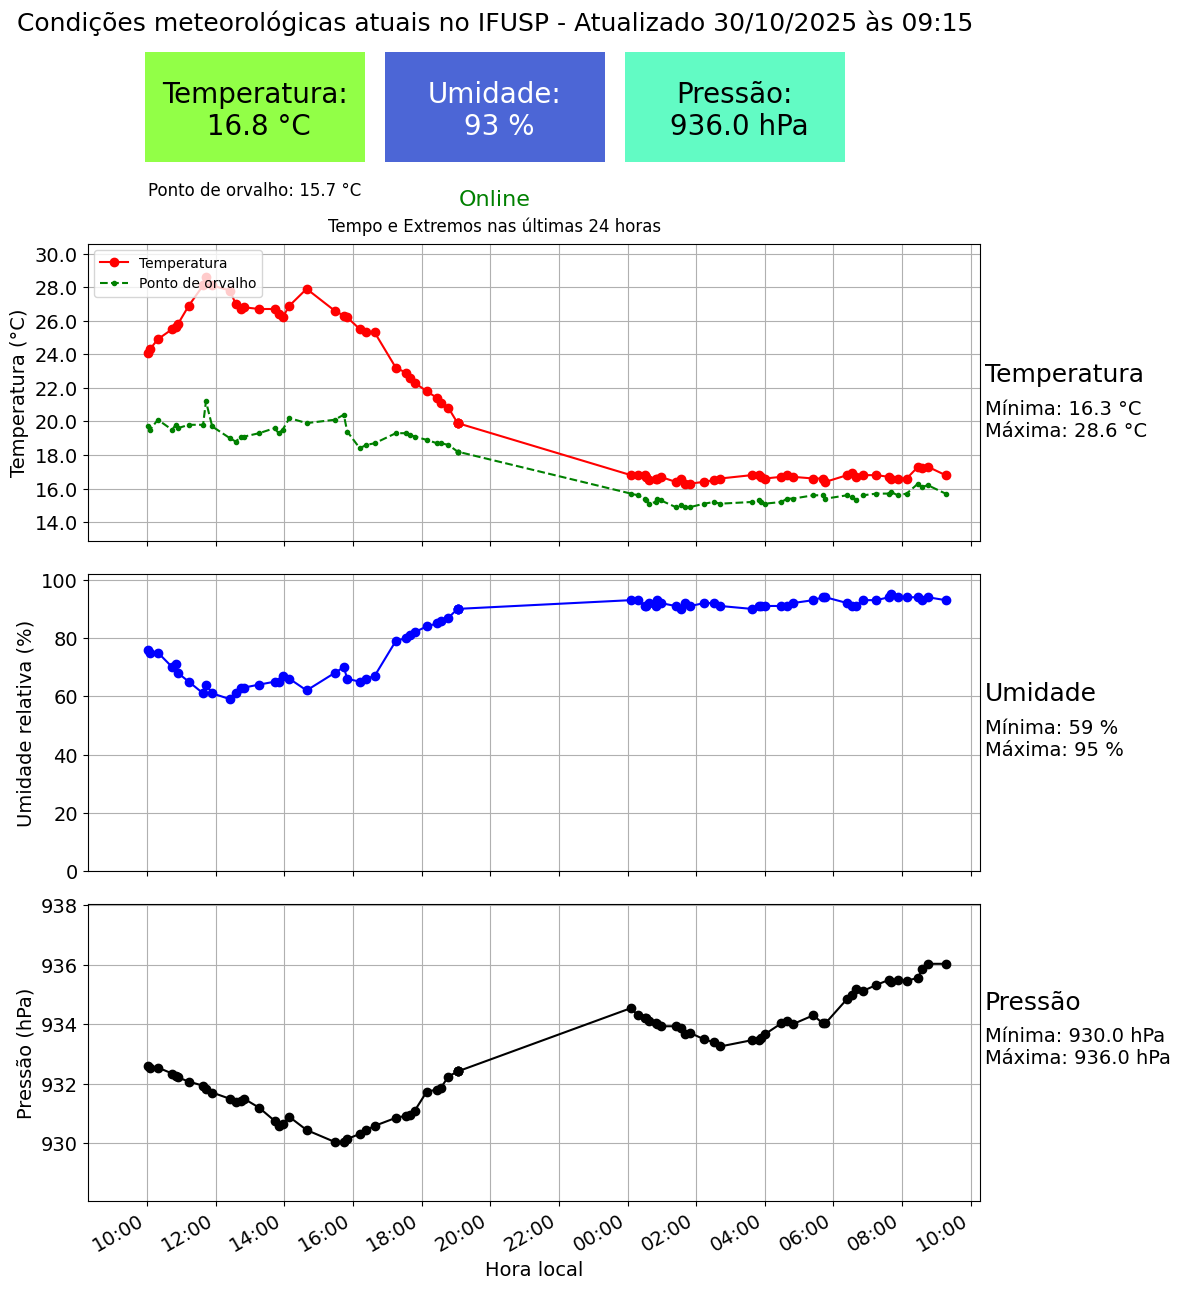 Condições meteorológicas atuais no IFUSP - Atualizado 30/10/2025 às 09:15
Temperatura:
16.8 °C
Umidade:
93 %
Pressão:
936.0 hPa
Ponto de orvalho: 15.7 °C
Online
Tempo e Extremos nas últimas 24 horas
Temperatura (°C)
30.0
28.0
26.0
24.0
22.0
20.0
18.0
16.0
14.0
Temperatura
Ponto de orvalho
Temperatura
Mínima: 16.3 °C
Máxima: 28.6 °C
Umidade relativa (%)
100
80
60
40
20
0
Umidade
Mínima: 59 %
Máxima: 95 %
Pressão (hPa)
938
936
934
932
930
Pressão
Mínima: 930.0 hPa
Máxima: 936.0 hPa
10:00 12:00 14:00 16:00 18:00 20:00 22:00 00:00 02:00 04:00 06:00 08:00 10:00
Hora local